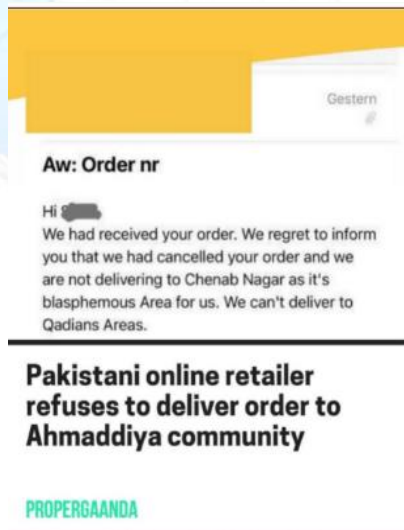 Gestern
Aw: Order nr
Hi
We had received your order. We regret to inform
you that we had cancelled your order and we
are not delivering to Chenab Nagar as it's
blasphemous Area for us. We can't deliver to
Qadians Areas.
Pakistani online retailer
refuses to deliver order to
Ahmaddiya community
PROPERGAANDA